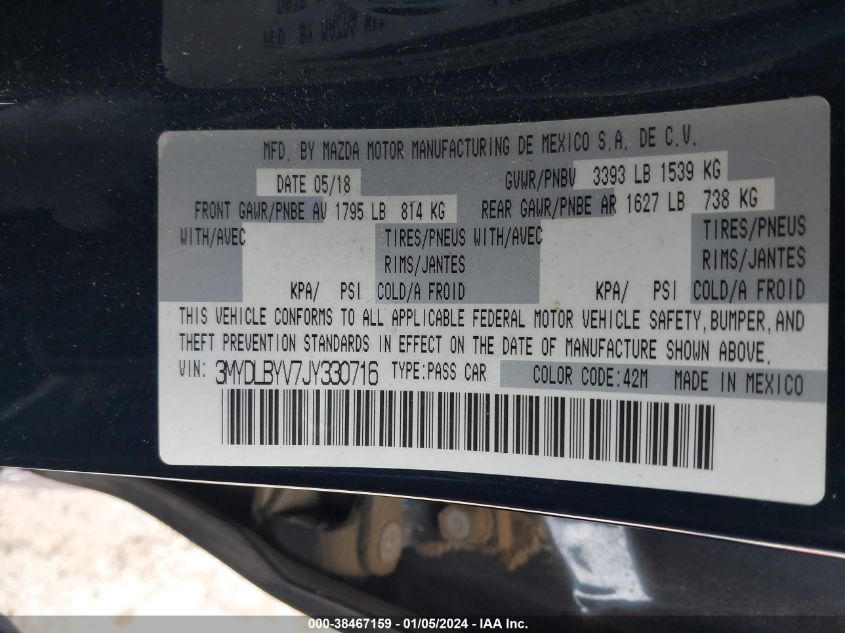 MFD. BY MAZDA MOTOR MANUFACTURING DE MEXICO S.A. DE C.V.
DATE 05/18 GVWR/PNBV 3393 LB 1539 KG
FRONT GAWR/PNBE AV 1795 LB 814 KG REAR GAWR/PNBE AR 1627 LB 738 KG
WITH/AVEC TIRES/PNEUS WITH/AVEC TIRES/PNEUS
RIMS/JANTES RIMS/JANTES
KPA/ PSI COLD/A FROID KPA/ PSI COLD/A FROID
THIS VEHICLE CONFORMS TO ALL APPLICABLE FEDERAL MOTOR VEHICLE SAFETY, BUMPER, AND
THEFT PREVENTION STANDARDS IN EFFECT ON THE DATE OF MANUFACTURE SHOWN ABOVE.
VIN: 3MYDLBYV7JY330716 TYPE:PASS CAR COLOR CODE:42M MADE IN MEXICO
000-38467159 - 01/05/2024 - IAA Inc.